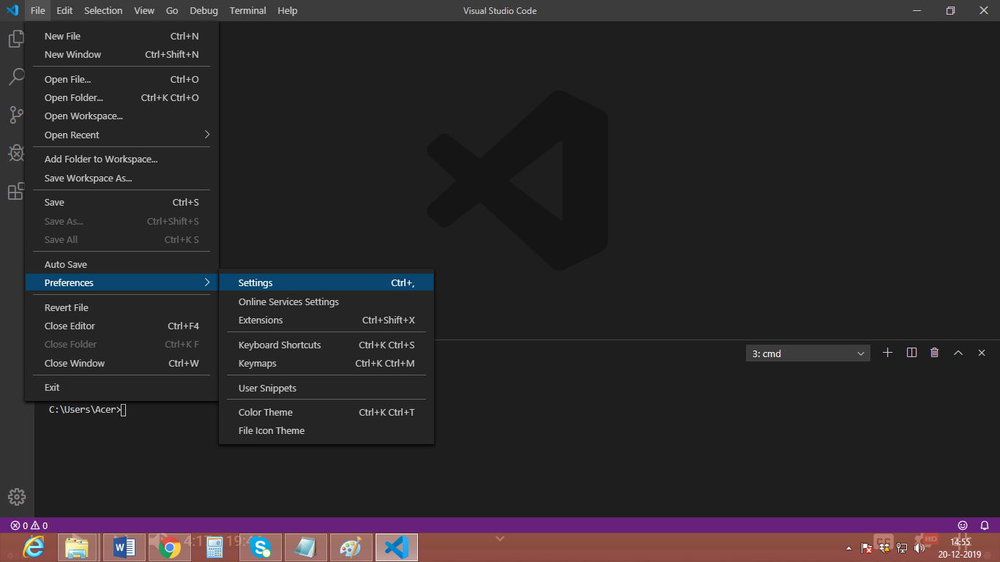 File Edit Selection View Go Debug Terminal Help Visual Studio Code
New File Ctrl+N
New Window Ctrl+Shift+N
Open File... Ctrl+O
Open Folder... Ctrl+K Ctrl+O
Open Workspace...
Open Recent
Add Folder to Workspace...
Save Workspace As...
Save Ctrl+S
Save As... Ctrl+Shift+S
Save All Ctrl+K S
Auto Save
Preferences
Revert File
Close Editor Ctrl+F4
Close Folder Ctrl+K F
Close Window Ctrl+W
Exit
Settings Ctrl+,
Online Services Settings
Extensions Ctrl+Shift+X
Keyboard Shortcuts Ctrl+K Ctrl+S
Keymaps Ctrl+K Ctrl+M
User Snippets
Color Theme Ctrl+K Ctrl+T
File Icon Theme
3: cmd
C:\Users\Acer>
0 0
CC HD
14:55
20-12-2019